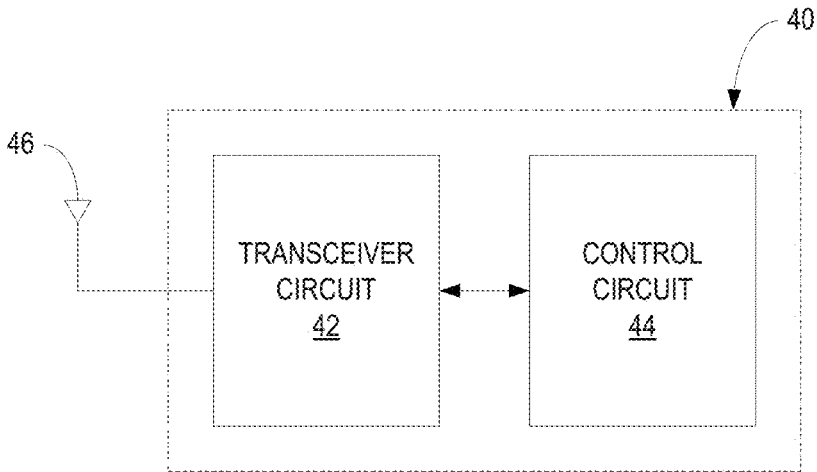 40
46
TRANSCEIVER
CIRCUIT
42
CONTROL
CIRCUIT
44